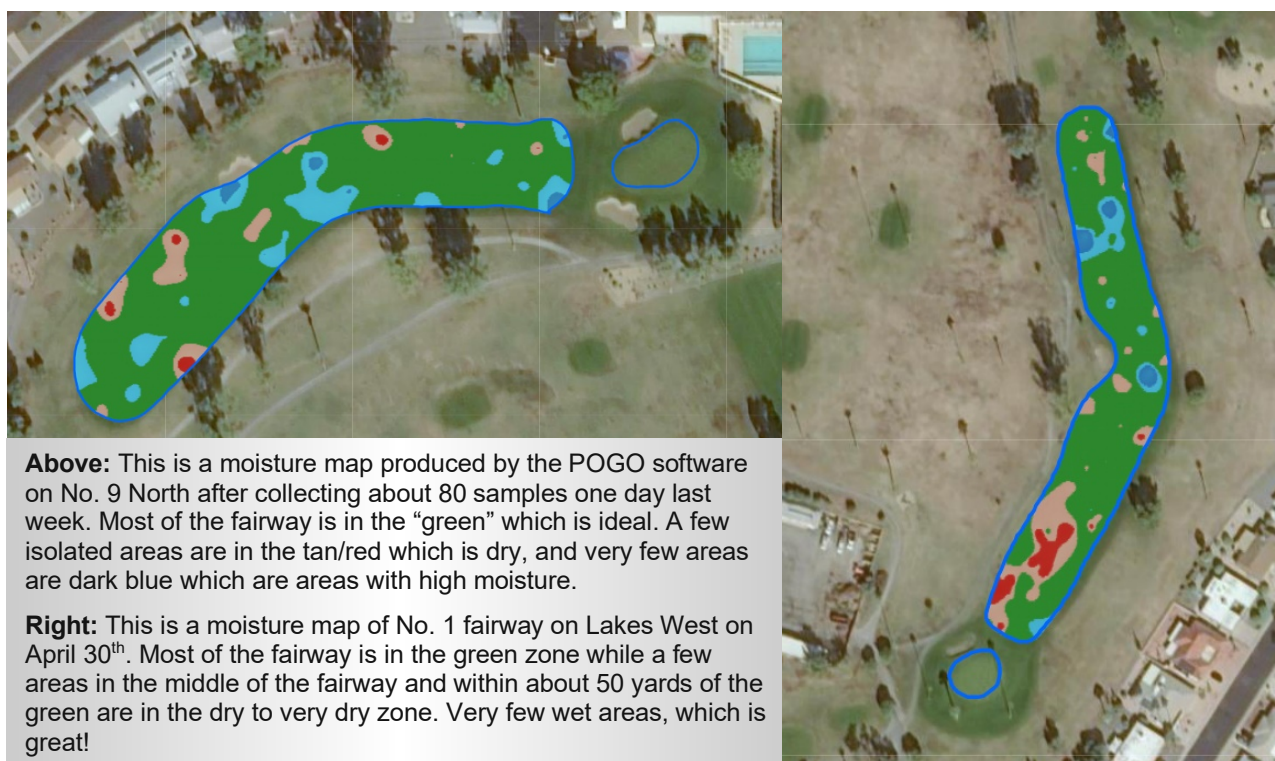 Above: This is a moisture map produced by the POGO software
on No. 9 North after collecting about 80 samples one day last
week. Most of the fairway is in the “green” which is ideal. A few
isolated areas are in the tan/red which is dry, and very few areas
are dark blue which are areas with high moisture.
Right: This is a moisture map of No. 1 fairway on Lakes West on
April 30th. Most of the fairway is in the green zone while a few
areas in the middle of the fairway and within about 50 yards of the
green are in the dry to very dry zone. Very few wet areas, which is
great!